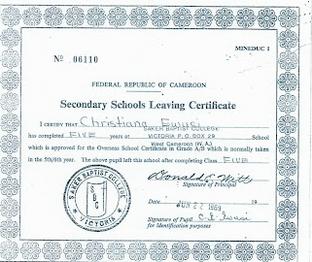 MINEDUC 1
Nº 06110
FEDERAL REPUBLIC OF CAMEROON
Secondary Schools Leaving Certificate
I CERTIFY THAT Christiana
SAKER BAPTIST COLLEGE
has completed FIVE years at VICTORIA P.O. BOX 29 School
West Cameroon (W.A.)
which is approved for the Overseas School Certificate in Grade A/B which is normally taken
in the 5th/6th year. The above pupil left this school after completing Class FIVE
Donald E. Witt
Signature of Principal
Date JUN 22 1969 19
Signature of Pupil
for identification purposes
SAKER BAPTIST COLLEGE
S B C
VICTORIA